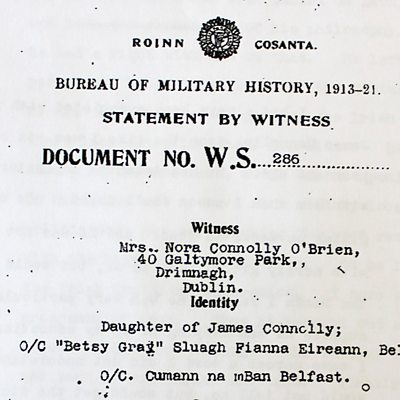 ROINN COSANTA.
BUREAU OF MILITARY HISTORY, 1913-21.
STATEMENT BY WITNESS.
DOCUMENT NO. W.S. 286
Witness
Mrs. Nora Connolly O'Brien,
40 Galtymore Park,,
Drimnagh,
Dublin.
Identity
Daughter of James Connolly;
O/C "Betsy Gray" Sluagh Fianna Eireann, Bel
O/C. Cumann na mBan Belfast.